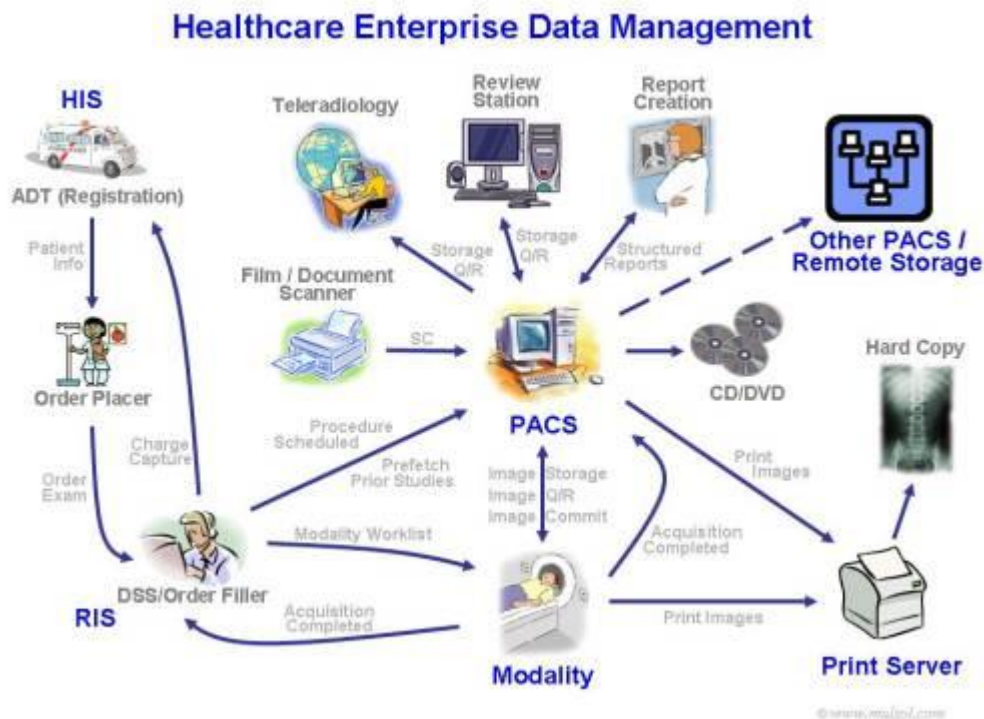 Healthcare Enterprise Data Management
HIS
ADT (Registration)
Teleradiology
Review
Station
Report
Creation
Other PACS /
Remote Storage
Patient
Info
Storage
Q/R
Storage
Q/R
Structured
Reports
Film / Document
Scanner
SC
Order Placer
PACS
CD/DVD
Hard Copy
Charge
Capture
Procedure
Scheduled
Prefetch
Prior Studies
Order
Exam
Image Storage
Image Q/R
Image Commit
Print
Images
Modality Worklist
Acquisition
Completed
DSS/Order Filler
RIS
Acquisition
Completed
Print Images
Modality
Print Server